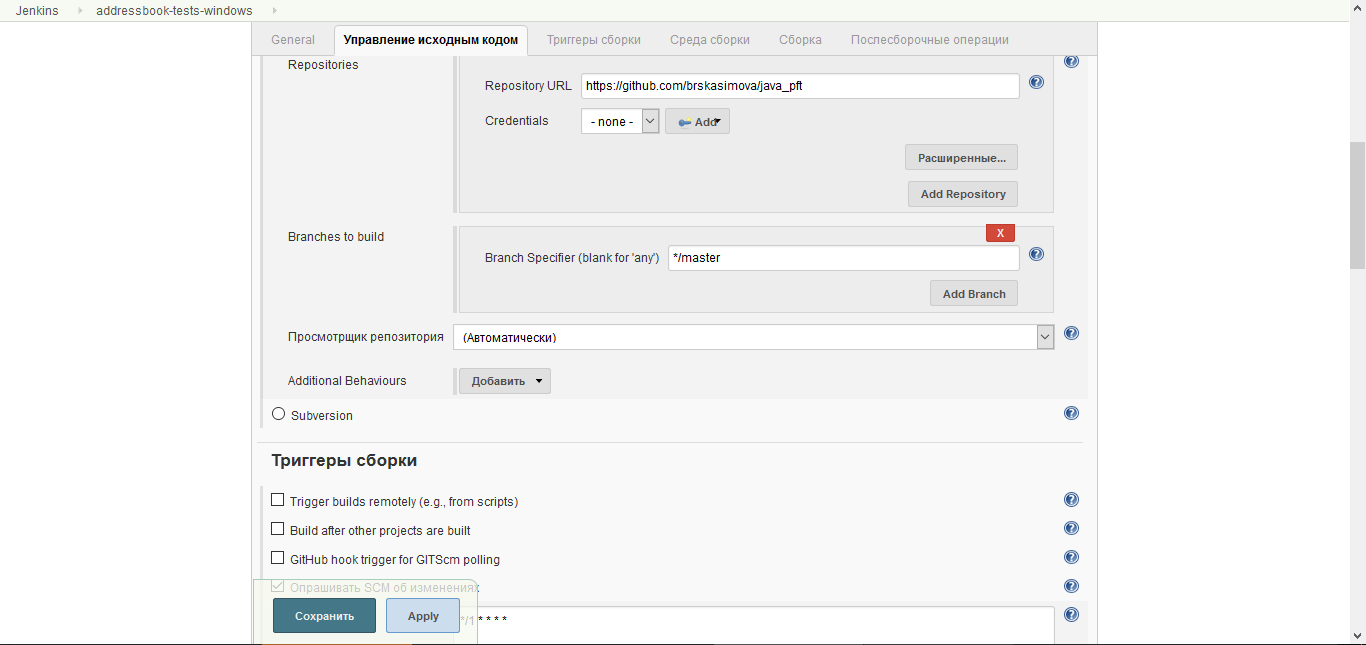 Jenkins addressbook-tests-windows
General Управление исходным кодом Триггеры сборки Среда сборки Сборка Послесборочные операции
Repositories
Repository URL https://github.com/brskasimova/java_pft
Credentials - none - Add
Расширенные...
Add Repository
Branches to build
X
Branch Specifier (blank for 'any') */master
Add Branch
Просмотрщик репозитория (Автоматически)
Additional Behaviours Добавить
Subversion
Триггеры сборки
Trigger builds remotely (e.g., from scripts)
Build after other projects are built
GitHub hook trigger for GITScm polling
Опрашивать SCM об изменениях
Сохранить Apply */1 * * * *